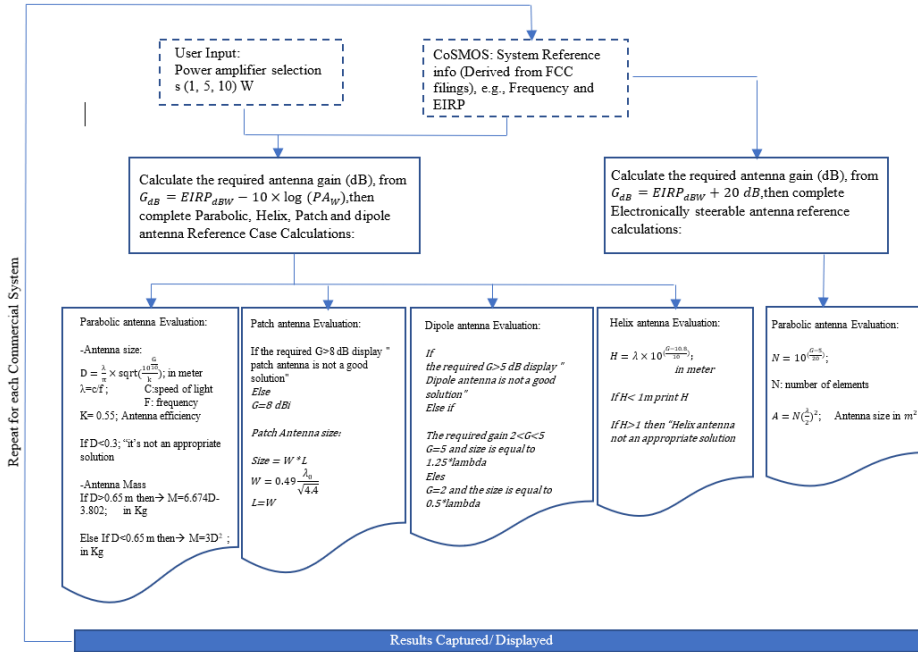 User Input:
Power amplifier selection
s (1, 5, 10) W
CoSMOS: System Reference
info (Derived from FCC
filings), e.g., Frequency and
EIRP
Repeat for each Commercial System
Calculate the required antenna gain (dB), from
G_dB = EIRP_dBW − 10 × log (PA_W),then
complete Parabolic, Helix, Patch and dipole
antenna Reference Case Calculations:
Calculate the required antenna gain (dB), from
G_dB = EIRP_dBW + 20 dB,then complete
Electronically steerable antenna reference
calculations:
Parabolic antenna Evaluation:
-Antenna size:
D = λ/π × sqrt(10^(G/10)/k); in meter
λ=c/f ; C:speed of light
F: frequency
K= 0.55; Antenna efficiency
If D<0.3; “it’s not an appropriate
solution
-Antenna Mass
If D>0.65 m then→ M=6.674D-
3.802; in Kg
Else If D<0.65 m then→ M=3D² ;
in Kg
Patch antenna Evaluation:
If the required G>8 dB display "
patch antenna is not a good
solution"
Else
G=8 dBi
Patch Antenna size:
Size = W*L
W = 0.49 λ₀/√4.4
L=W
Dipole antenna Evaluation:
If
the required G>5 dB display "
Dipole antenna is not a good
solution"
Else if
The required gain 2<G<5
G=5 and size is equal to
1.25*lambda
Eles
G=2 and the size is equal to
0.5*lambda
Helix antenna Evaluation:
H = λ × 10^((G−10.8)/10);
in meter
If H< 1m print H
If H>1 then “Helix antenna
not an appropriate solution
Parabolic antenna Evaluation:
N = 10^((G−5)/20);
N: number of elements
A = N(λ/2)²; Antenna size in m²
Results Captured/Displayed